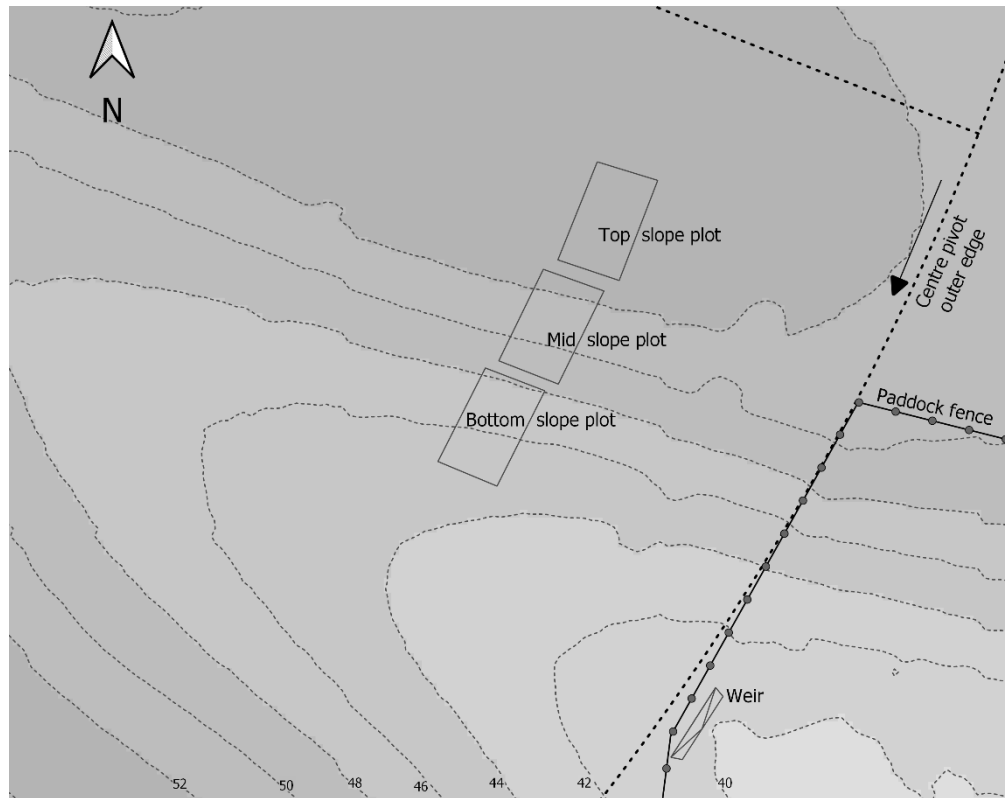 N
Top slope plot
Centre pivot
outer edge
Mid slope plot
Paddock fence
Bottom slope plot
Weir
52
50
48
46
44
42
40